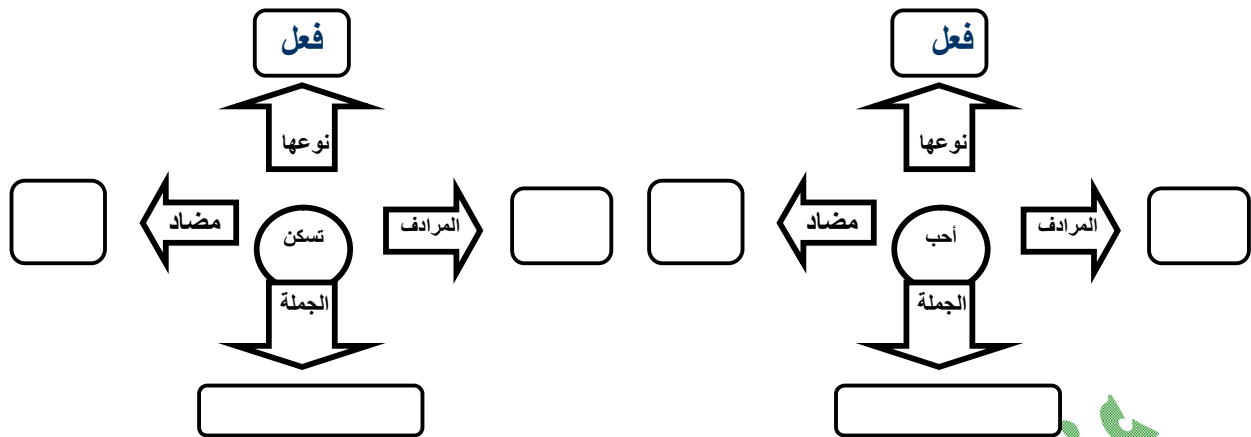 فعل
نوعها
المرادف
أحب
مضاد
الجملة
فعل
نوعها
المرادف
تسكن
مضاد
الجملة